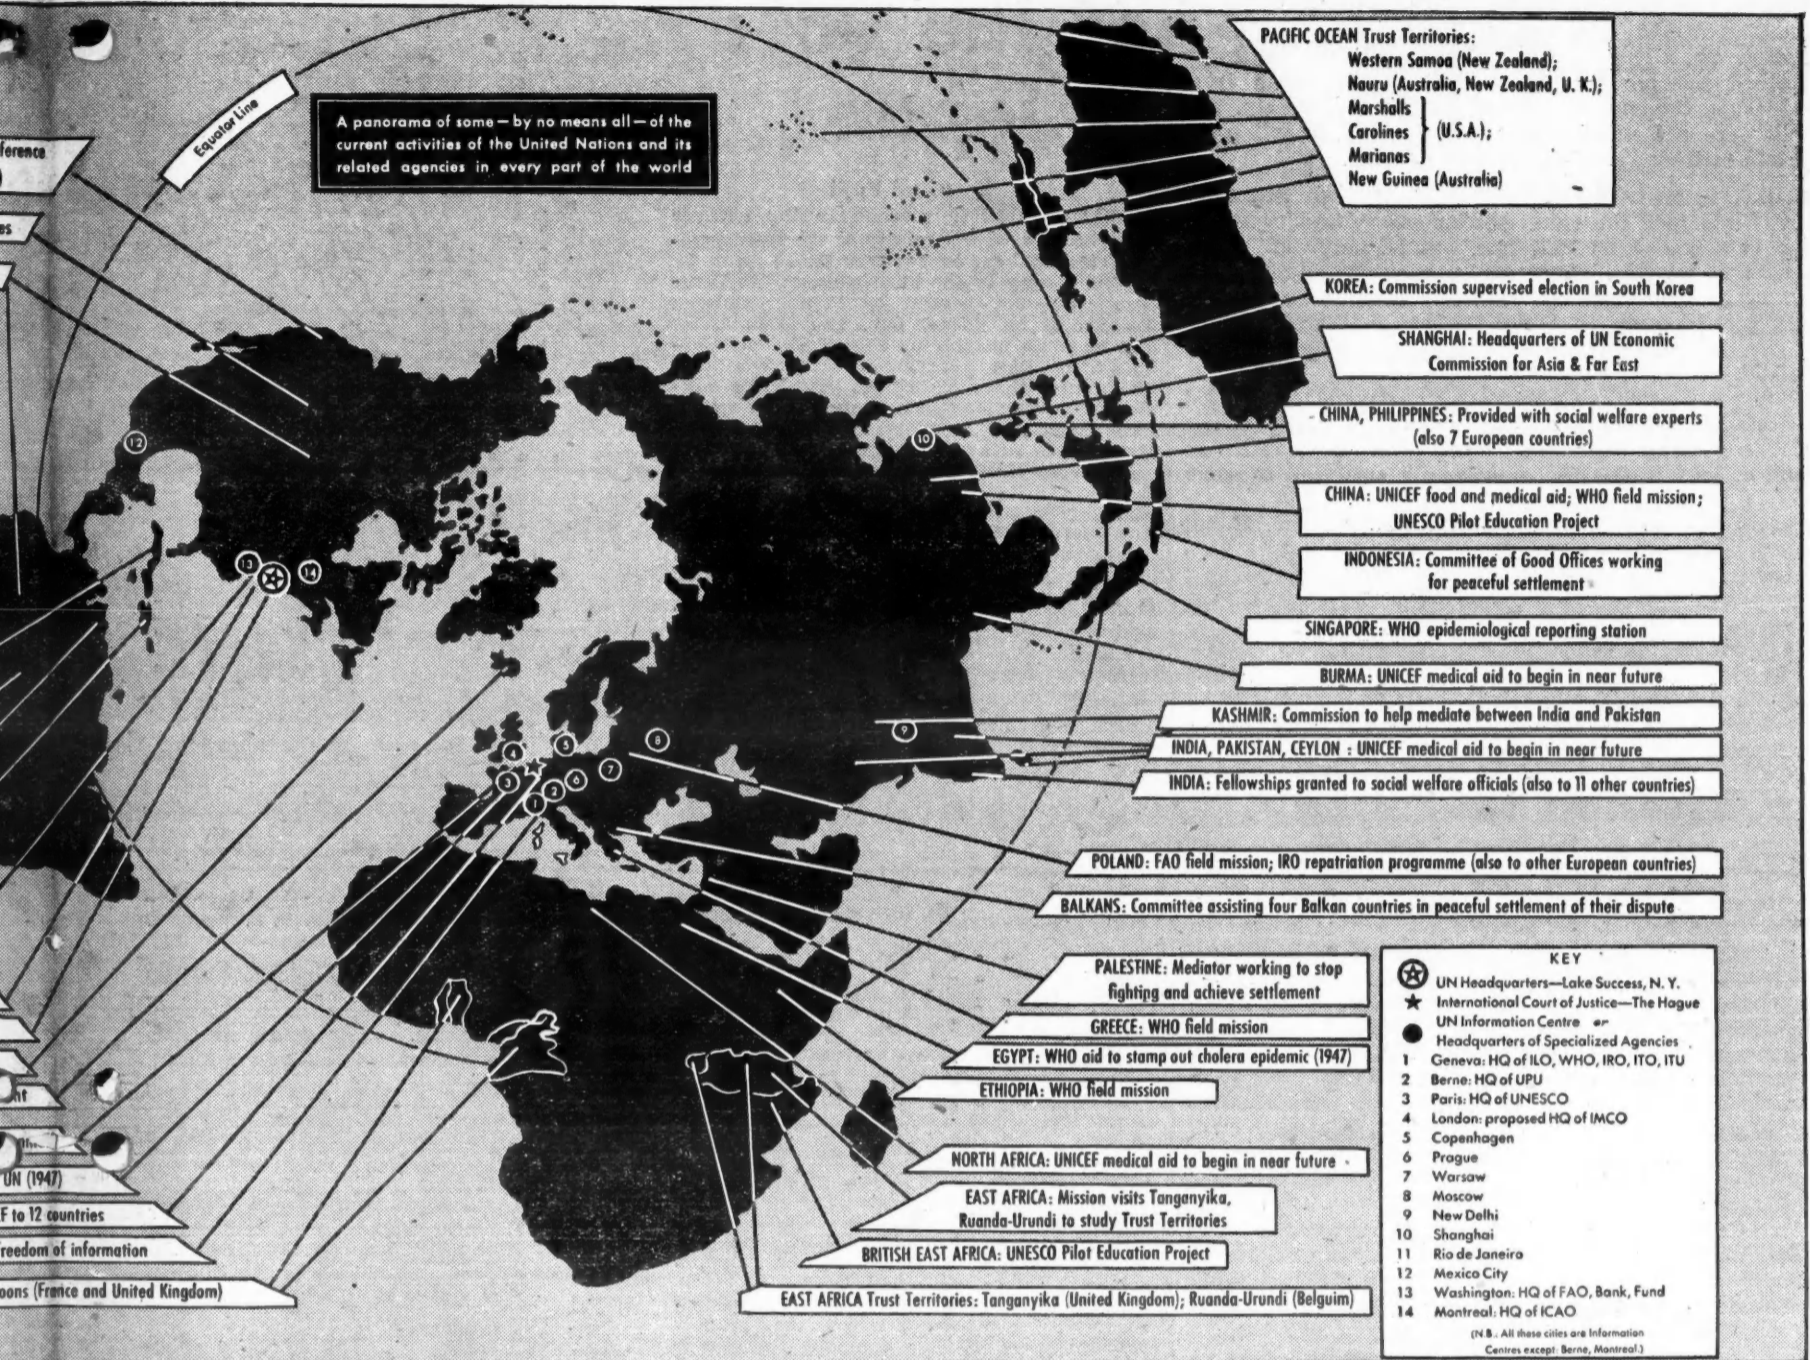 Equator Line
A panorama of some — by no means all — of the
current activities of the United Nations and its
related agencies in every part of the world
PACIFIC OCEAN Trust Territories:
Western Samoa (New Zealand);
Nauru (Australia, New Zealand, U. K.);
Marshalls
Carolines (U.S.A.);
Marianas
New Guinea (Australia)
KOREA: Commission supervised election in South Korea
SHANGHAI: Headquarters of UN Economic
Commission for Asia & Far East
CHINA, PHILIPPINES: Provided with social welfare experts
(also 7 European countries)
CHINA: UNICEF food and medical aid; WHO field mission;
UNESCO Pilot Education Project
INDONESIA: Committee of Good Offices working
for peaceful settlement
SINGAPORE: WHO epidemiological reporting station
BURMA: UNICEF medical aid to begin in near future
KASHMIR: Commission to help mediate between India and Pakistan
INDIA, PAKISTAN, CEYLON : UNICEF medical aid to begin in near future
INDIA: Fellowships granted to social welfare officials (also to 11 other countries)
POLAND: FAO field mission; IRO repatriation programme (also to other European countries)
BALKANS: Committee assisting four Balkan countries in peaceful settlement of their dispute
PALESTINE: Mediator working to stop
fighting and achieve settlement
GREECE: WHO field mission
EGYPT: WHO aid to stamp out cholera epidemic (1947)
ETHIOPIA: WHO field mission
NORTH AFRICA: UNICEF medical aid to begin in near future
EAST AFRICA: Mission visits Tanganyika,
Ruanda-Urundi to study Trust Territories
BRITISH EAST AFRICA: UNESCO Pilot Education Project
EAST AFRICA Trust Territories: Tanganyika (United Kingdom); Ruanda-Urundi (Belguim)
ference
es
ht
UN (1947)
F to 12 countries
reedom of information
oons (France and United Kingdom)
12
10
13
14
9
8
4
5
7
3
2
6
1
KEY
UN Headquarters—Lake Success, N. Y.
International Court of Justice—The Hague
UN Information Centre or
Headquarters of Specialized Agencies
1 Geneva: HQ of ILO, WHO, IRO, ITO, ITU
2 Berne: HQ of UPU
3 Paris: HQ of UNESCO
4 London: proposed HQ of IMCO
5 Copenhagen
6 Prague
7 Warsaw
8 Moscow
9 New Delhi
10 Shanghai
11 Rio de Janeiro
12 Mexico City
13 Washington: HQ of FAO, Bank, Fund
14 Montreal: HQ of ICAO
(N.B.: All these cities are Information
Centres except: Berne, Montreal.)